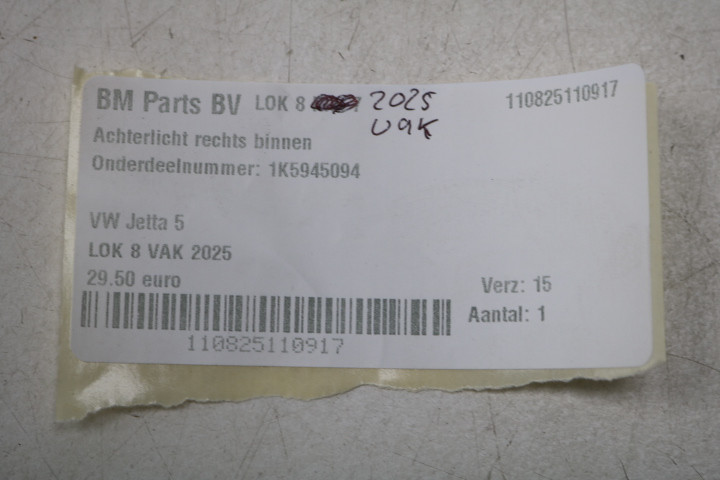 BM Parts BV LOK 8 2025 110825110917
vak
Achterlicht rechts binnen
Onderdeelnummer: 1K5945094
VW Jetta 5
LOK 8 VAK 2025
29.50 euro Verz: 15
Aantal: 1
110825110917